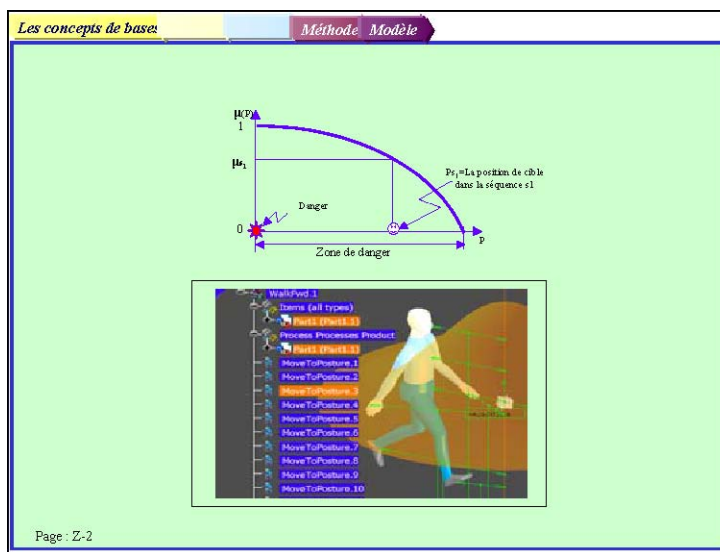 Les concepts de bases
Méthode
Modèle
μ(P)
1
μs₁
Ps₁=La position de cible
dans la séquence s1
Danger
0
P
Zone de danger
WalkFwd.1
Items (all types)
Part1 (Part1.1)
Process Processes Product
Part1 (Part1.1)
MoveToPosture.1
MoveToPosture.2
MoveToPosture.3
MoveToPosture.4
MoveToPosture.5
MoveToPosture.6
MoveToPosture.7
MoveToPosture.8
MoveToPosture.9
MoveToPosture.10
Page : Z-2